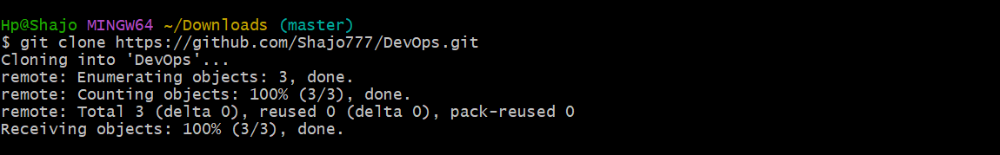 Hp@Shajo MINGW64 ~/Downloads (master)
$ git clone https://github.com/Shajo777/DevOps.git
Cloning into 'DevOps'...
remote: Enumerating objects: 3, done.
remote: Counting objects: 100% (3/3), done.
remote: Total 3 (delta 0), reused 0 (delta 0), pack-reused 0
Receiving objects: 100% (3/3), done.